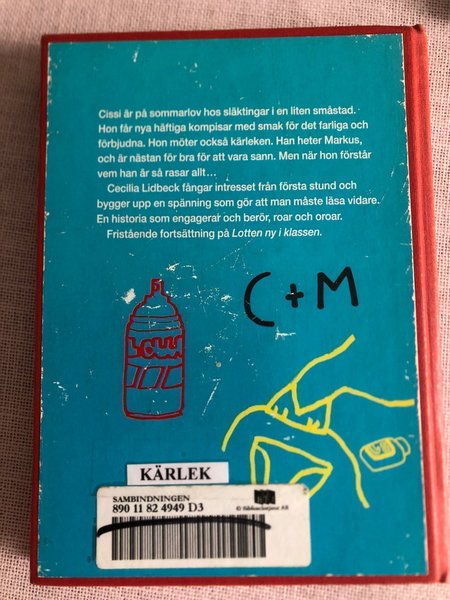 Cissi är på sommarlov hos släktingar i en liten småstad.
Hon får nya häftiga kompisar med smak för det farliga och
förbjudna. Hon möter också kärleken. Han heter Markus,
och är nästan för bra för att vara sann. Men när hon förstår
vem han är så rasar allt…
Cecilia Lidbeck fångar intresset från första stund och
bygger upp en spänning som gör att man måste läsa vidare.
En historia som engagerar och berör, roar och oroar.
Fristående fortsättning på Lotten ny i klassen.
C + M
KÄRLEK
SAMBINDNINGEN
890 11 82 4949 D3
© Bibliotekstjänst AB